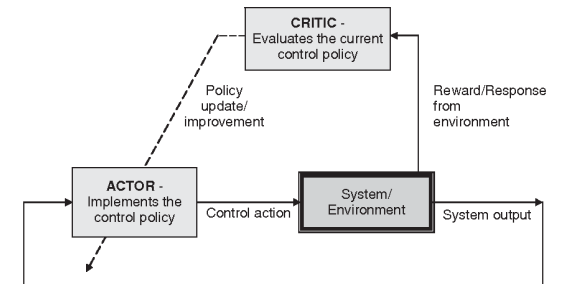 CRITIC -
Evaluates the current
control policy
Policy
update/
improvement
Reward/Response
from
environment
ACTOR -
Implements the
control policy
Control action
System/
Environment
System output